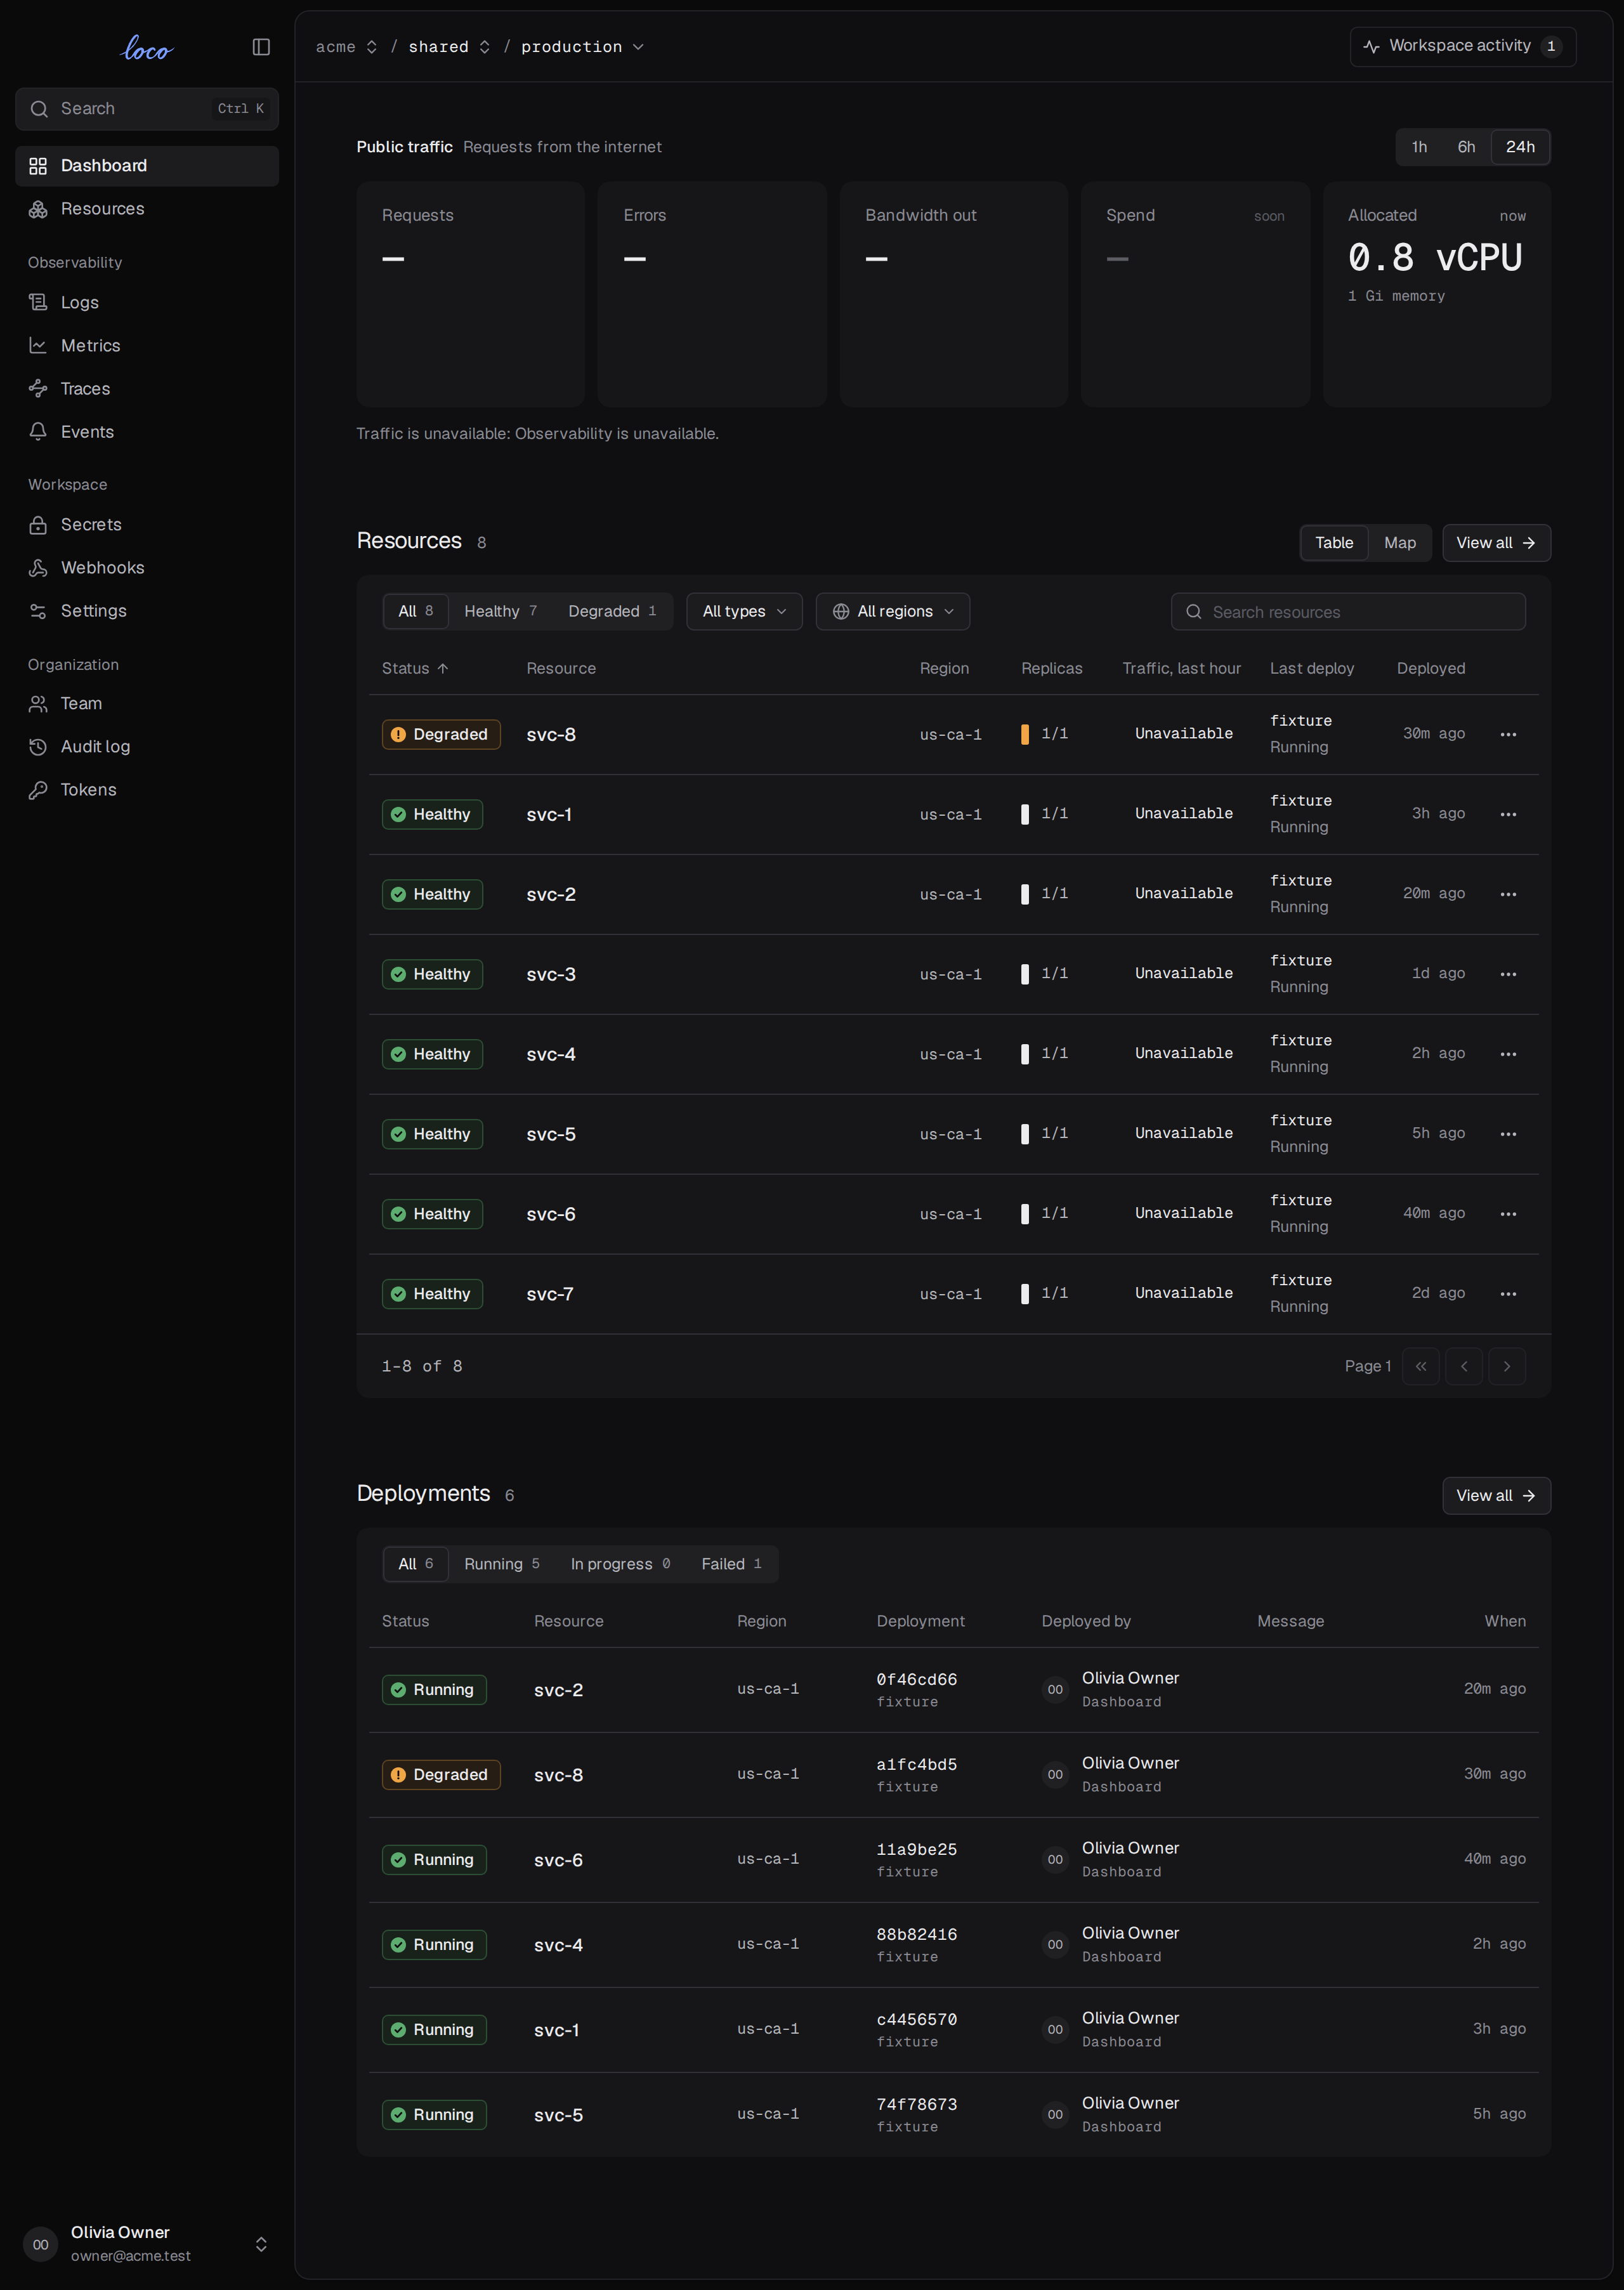 loco
Search Ctrl K
Dashboard
Resources
Observability
Logs
Metrics
Traces
Events
Workspace
Secrets
Webhooks
Settings
Organization
Team
Audit log
Tokens
OO Olivia Owner
owner@acme.test
acme / shared / production
Workspace activity 1
Public traffic Requests from the internet
1h 6h 24h
Requests
—
Errors
—
Bandwidth out
—
Spend soon
—
Allocated now
0.8 vCPU
1 Gi memory
Traffic is unavailable: Observability is unavailable.
Resources 8
Table Map View all →
All 8 Healthy 7 Degraded 1 All types All regions Search resources
Status ↑ Resource Region Replicas Traffic, last hour Last deploy Deployed
Degraded svc-8 us-ca-1 1/1 Unavailable fixture 30m ago
Running
Healthy svc-1 us-ca-1 1/1 Unavailable fixture 3h ago
Running
Healthy svc-2 us-ca-1 1/1 Unavailable fixture 20m ago
Running
Healthy svc-3 us-ca-1 1/1 Unavailable fixture 1d ago
Running
Healthy svc-4 us-ca-1 1/1 Unavailable fixture 2h ago
Running
Healthy svc-5 us-ca-1 1/1 Unavailable fixture 5h ago
Running
Healthy svc-6 us-ca-1 1/1 Unavailable fixture 40m ago
Running
Healthy svc-7 us-ca-1 1/1 Unavailable fixture 2d ago
Running
1–8 of 8 Page 1
Deployments 6
View all →
All 6 Running 5 In progress 0 Failed 1
Status Resource Region Deployment Deployed by Message When
Running svc-2 us-ca-1 0f46cd66 OO Olivia Owner 20m ago
fixture Dashboard
Degraded svc-8 us-ca-1 a1fc4bd5 OO Olivia Owner 30m ago
fixture Dashboard
Running svc-6 us-ca-1 11a9be25 OO Olivia Owner 40m ago
fixture Dashboard
Running svc-4 us-ca-1 88b82416 OO Olivia Owner 2h ago
fixture Dashboard
Running svc-1 us-ca-1 c4456570 OO Olivia Owner 3h ago
fixture Dashboard
Running svc-5 us-ca-1 74f78673 OO Olivia Owner 5h ago
fixture Dashboard